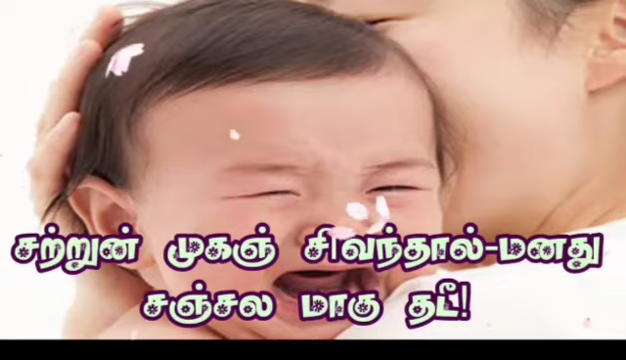 சற்றுன் முகஞ் சிவந்தால்-மனது
சஞ்சல மாகு தடீ!